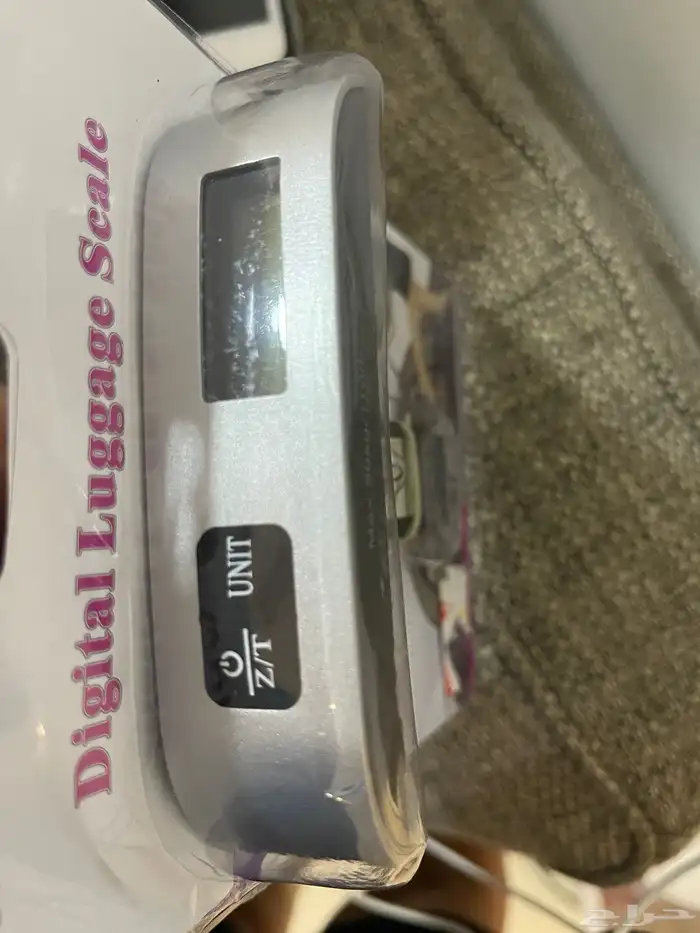 Digital Luggage Scale
⏻
Z/T
UNIT
حراج